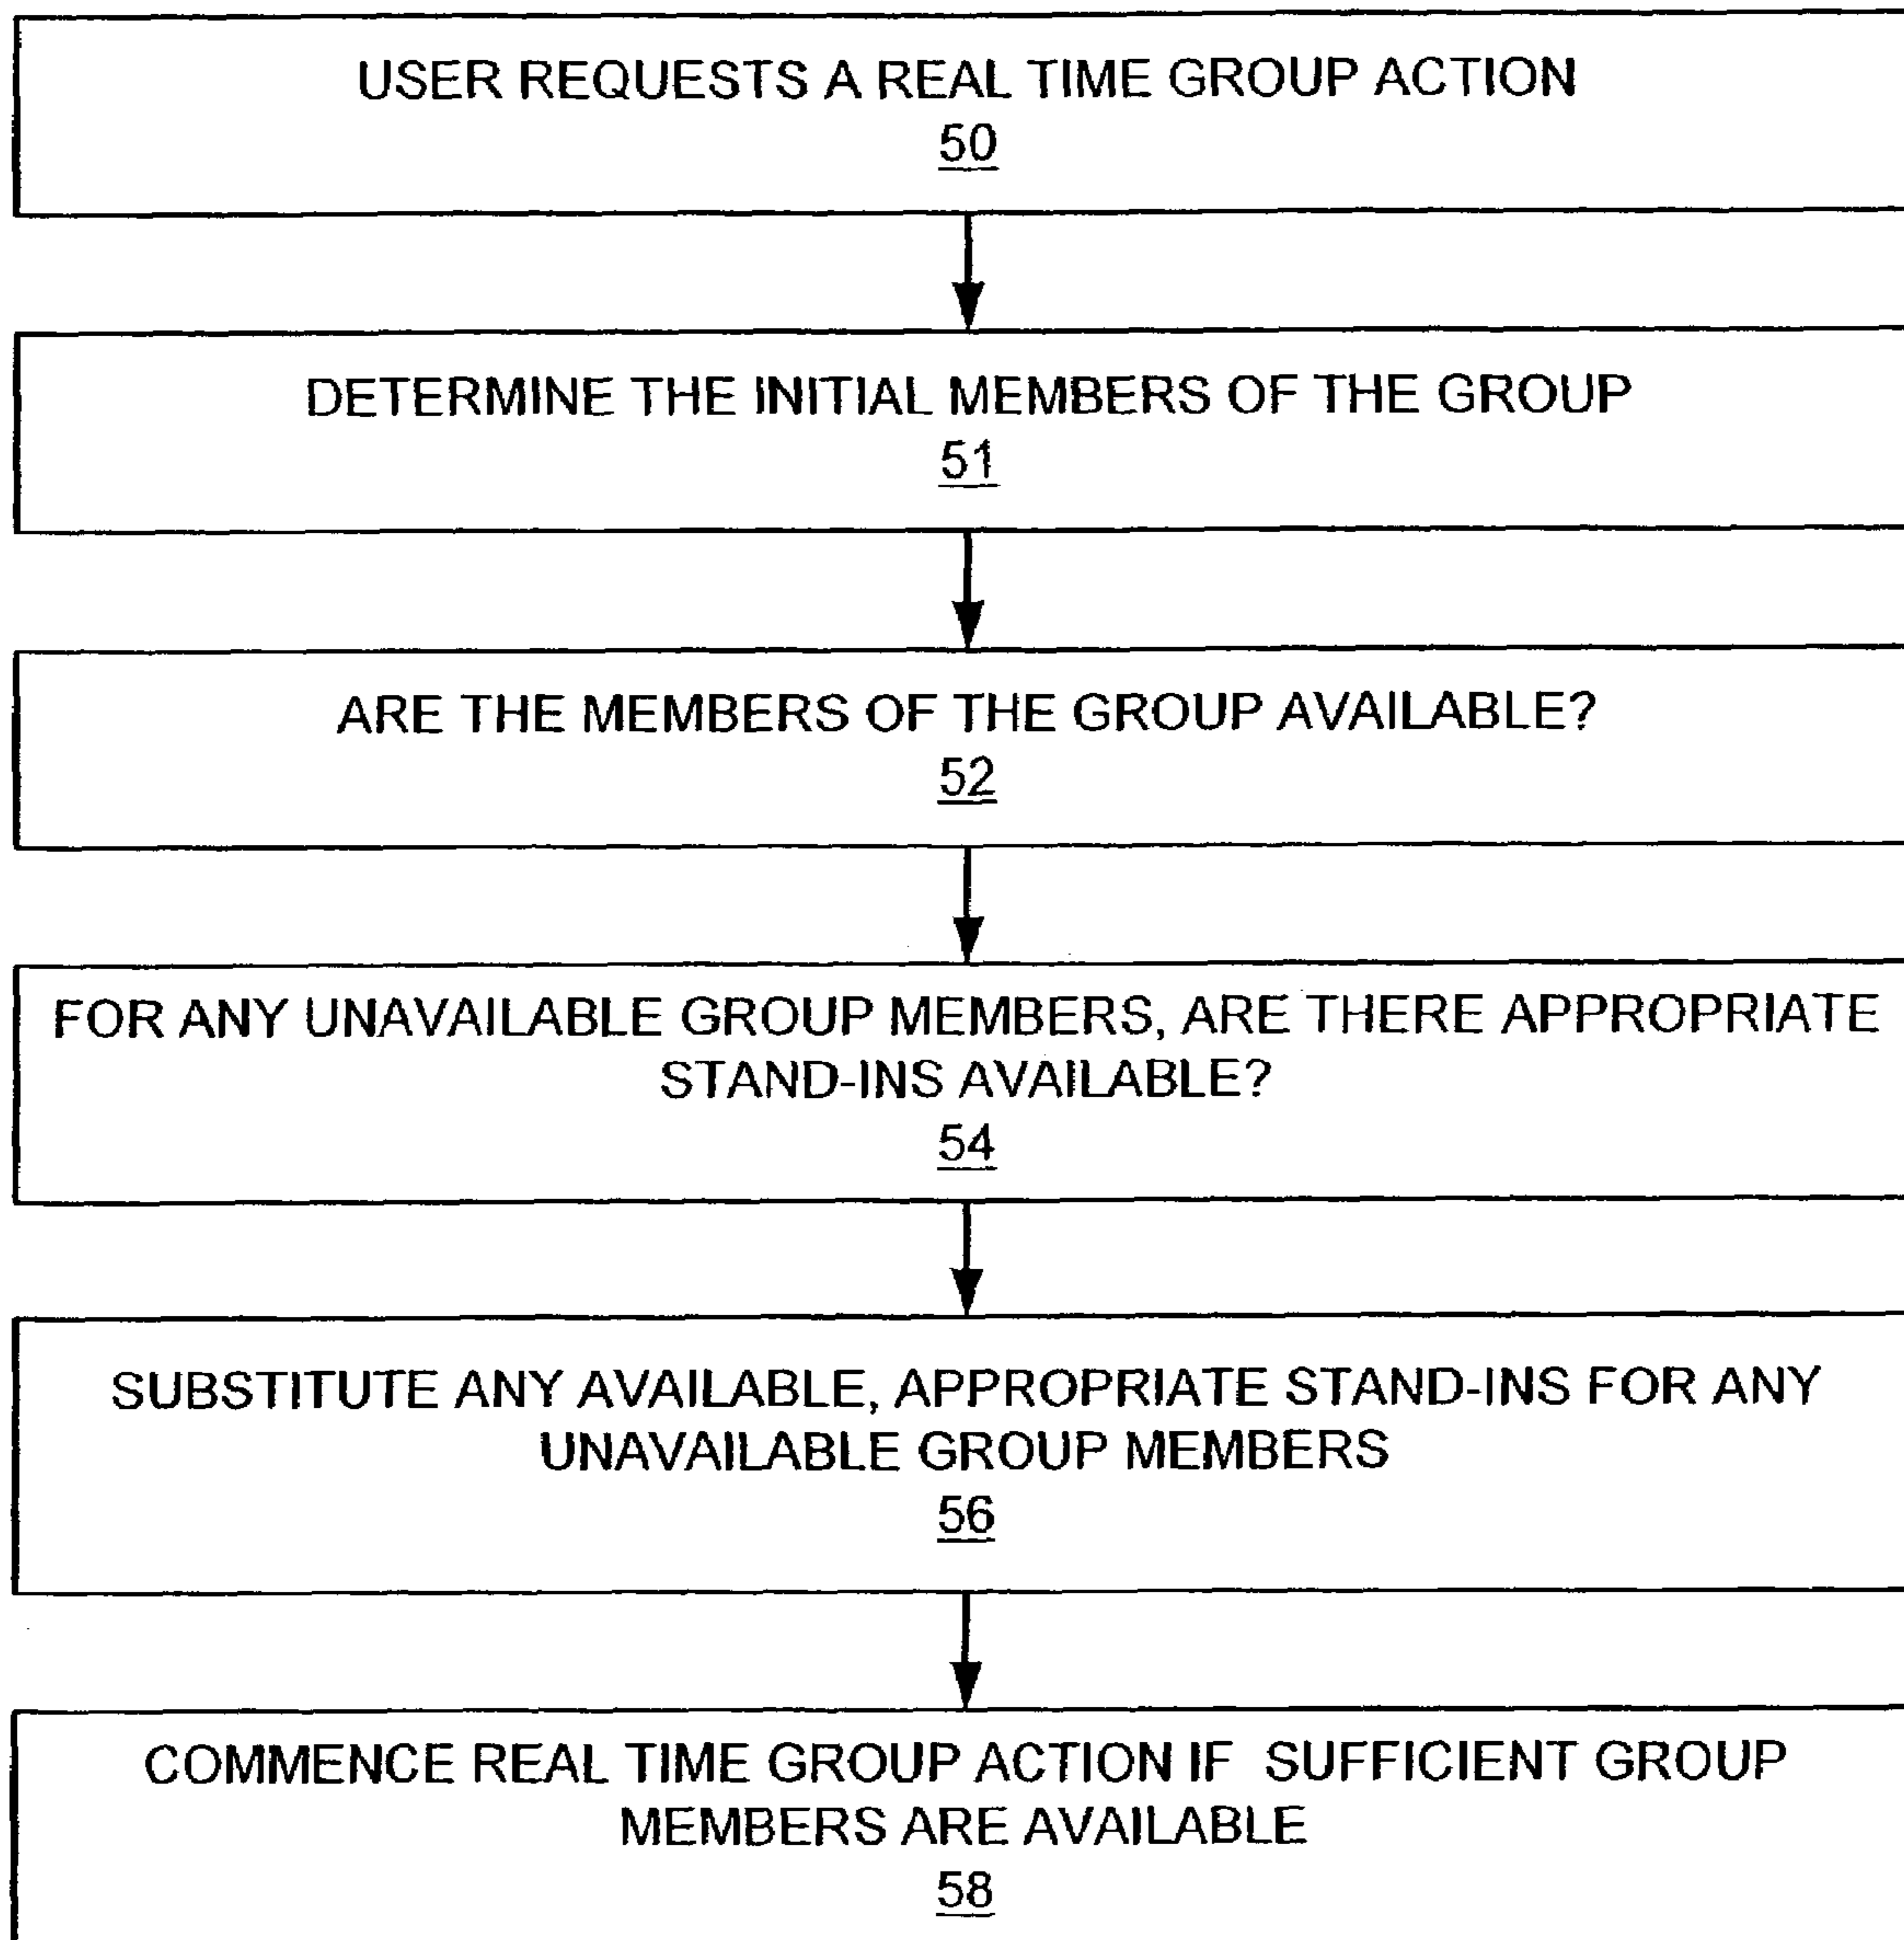 USER REQUESTS A REAL TIME GROUP ACTION
50
DETERMINE THE INITIAL MEMBERS OF THE GROUP
51
ARE THE MEMBERS OF THE GROUP AVAILABLE?
52
FOR ANY UNAVAILABLE GROUP MEMBERS, ARE THERE APPROPRIATE
STAND-INS AVAILABLE?
54
SUBSTITUTE ANY AVAILABLE, APPROPRIATE STAND-INS FOR ANY
UNAVAILABLE GROUP MEMBERS
56
COMMENCE REAL TIME GROUP ACTION IF SUFFICIENT GROUP
MEMBERS ARE AVAILABLE
58